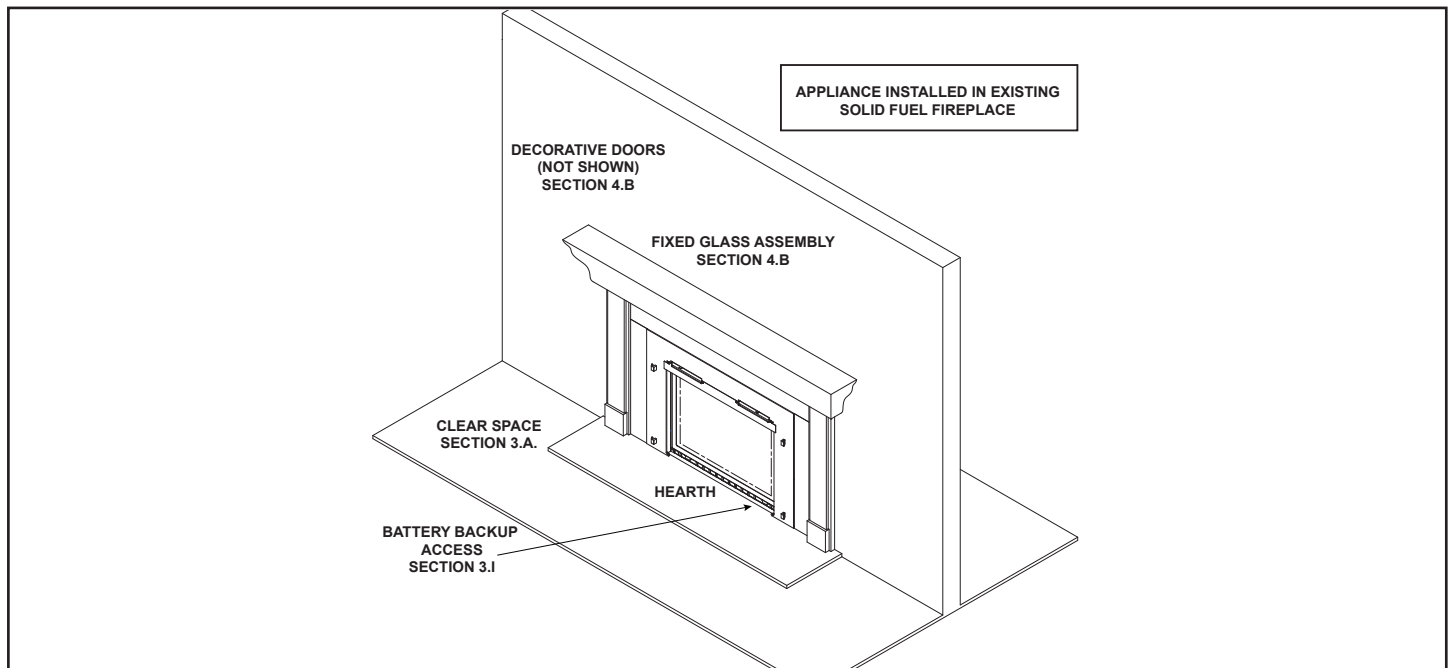 APPLIANCE INSTALLED IN EXISTING
SOLID FUEL FIREPLACE
DECORATIVE DOORS
(NOT SHOWN)
SECTION 4.B
FIXED GLASS ASSEMBLY
SECTION 4.B
CLEAR SPACE
SECTION 3.A.
HEARTH
BATTERY BACKUP
ACCESS
SECTION 3.I